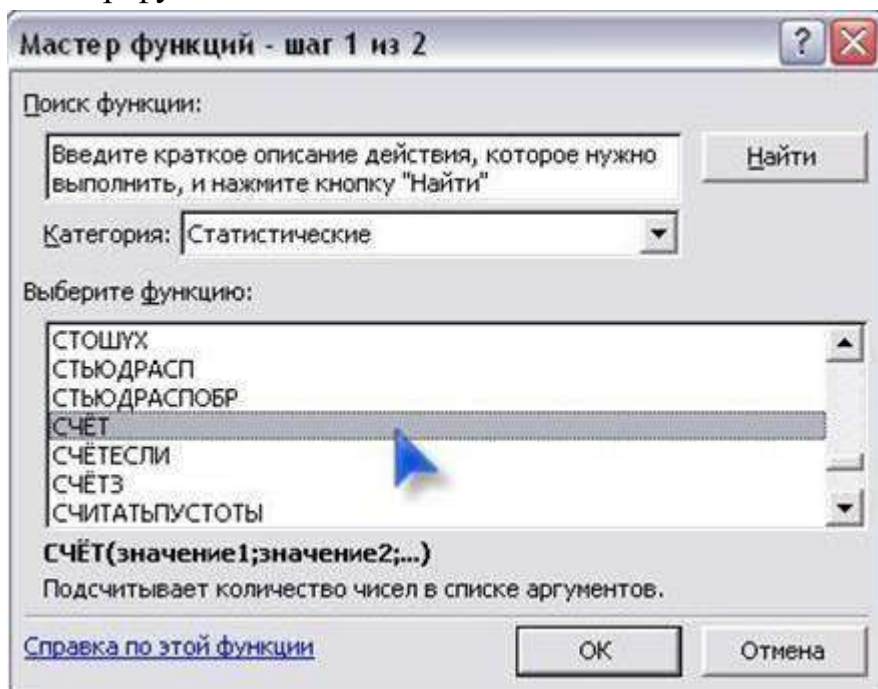 Мастер функций - шаг 1 из 2
Поиск функции:
Введите краткое описание действия, которое нужно
выполнить, и нажмите кнопку "Найти"
Найти
Категория: Статистические
Выберите функцию:
СТОШYX
СТЬЮДРАСП
СТЬЮДРАСПОБР
СЧЁТ
СЧЁТЕСЛИ
СЧЁТЗ
СЧИТАТЬПУСТОТЫ
СЧЁТ(значение1;значение2;...)
Подсчитывает количество чисел в списке аргументов.
Справка по этой функции
ОК
Отмена